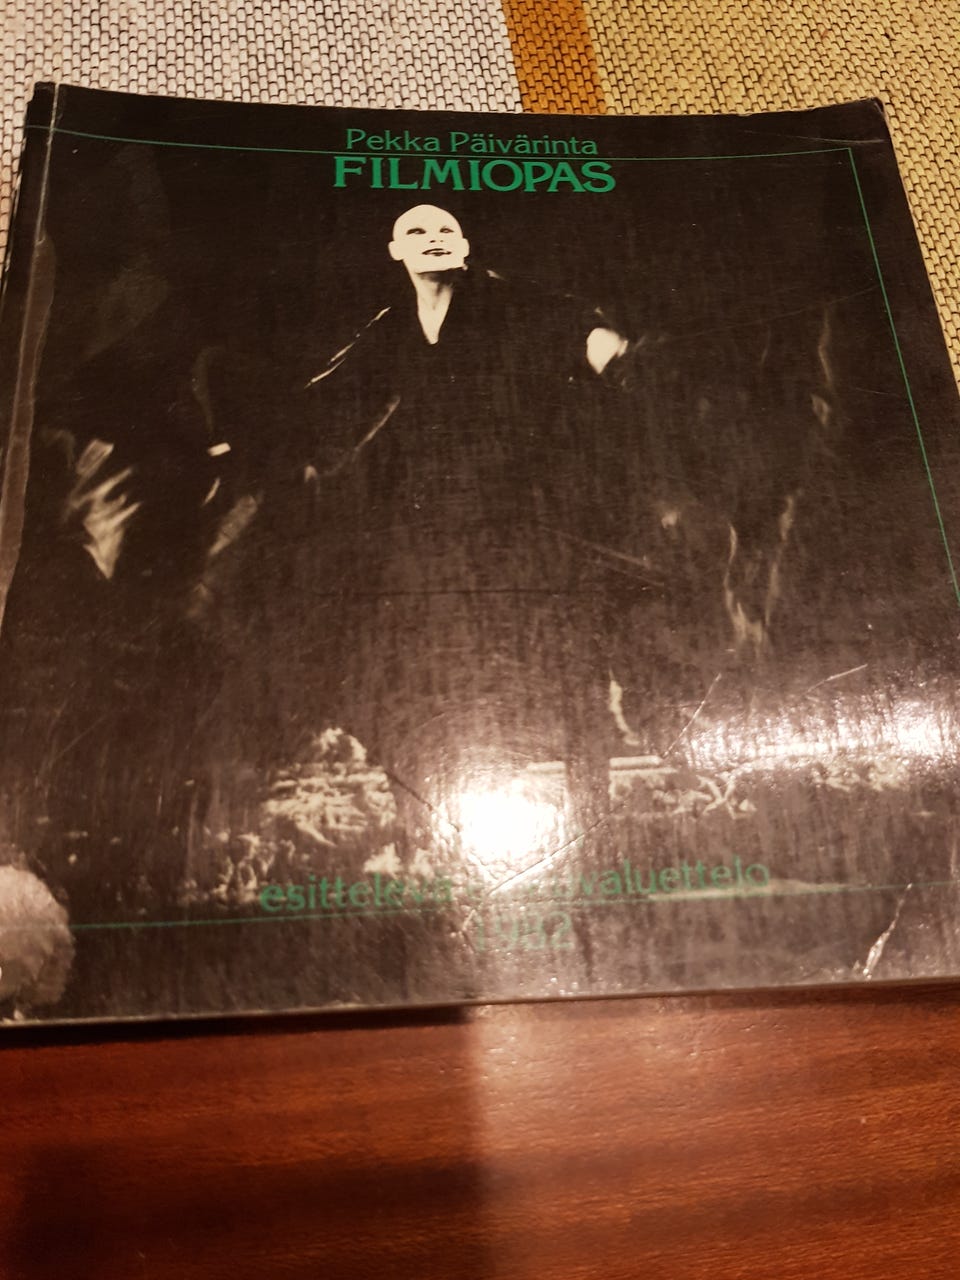 Pekka Päivärinta
FILMIOPAS
esittelevä
1982